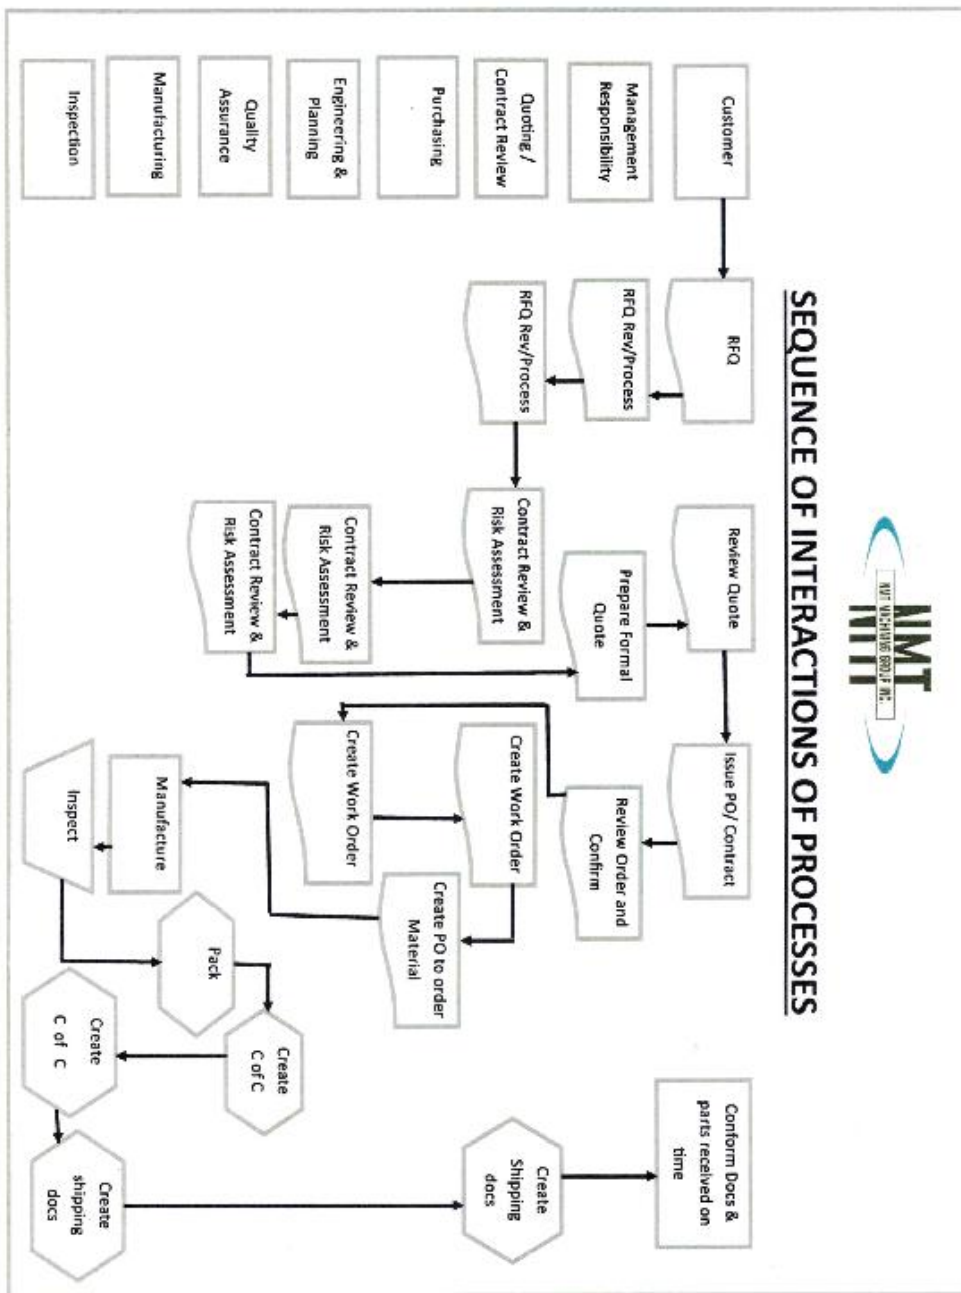 NMT
NMT MACHINING GROUP INC.
SEQUENCE OF INTERACTIONS OF PROCESSES
Customer
RFQ
Review Quote
Issue PO/ Contract
Conform Docs &
parts received on
time
Management
Responsibility
RFQ Rev/Process
Prepare Formal
Quote
Review Order and
Confirm
Quoting /
Contract Review
RFQ Rev/Process
Contract Review &
Risk Assessment
Create Work Order
Create
Shipping
docs
Purchasing
Create PO to order
Material
Engineering &
Planning
Contract Review &
Risk Assessment
Create Work Order
Quality
Assurance
Contract Review &
Risk Assessment
Create
C of C
Manufacturing
Manufacture
Pack
Inspection
Inspect
Create
C of C
Create
shipping
docs